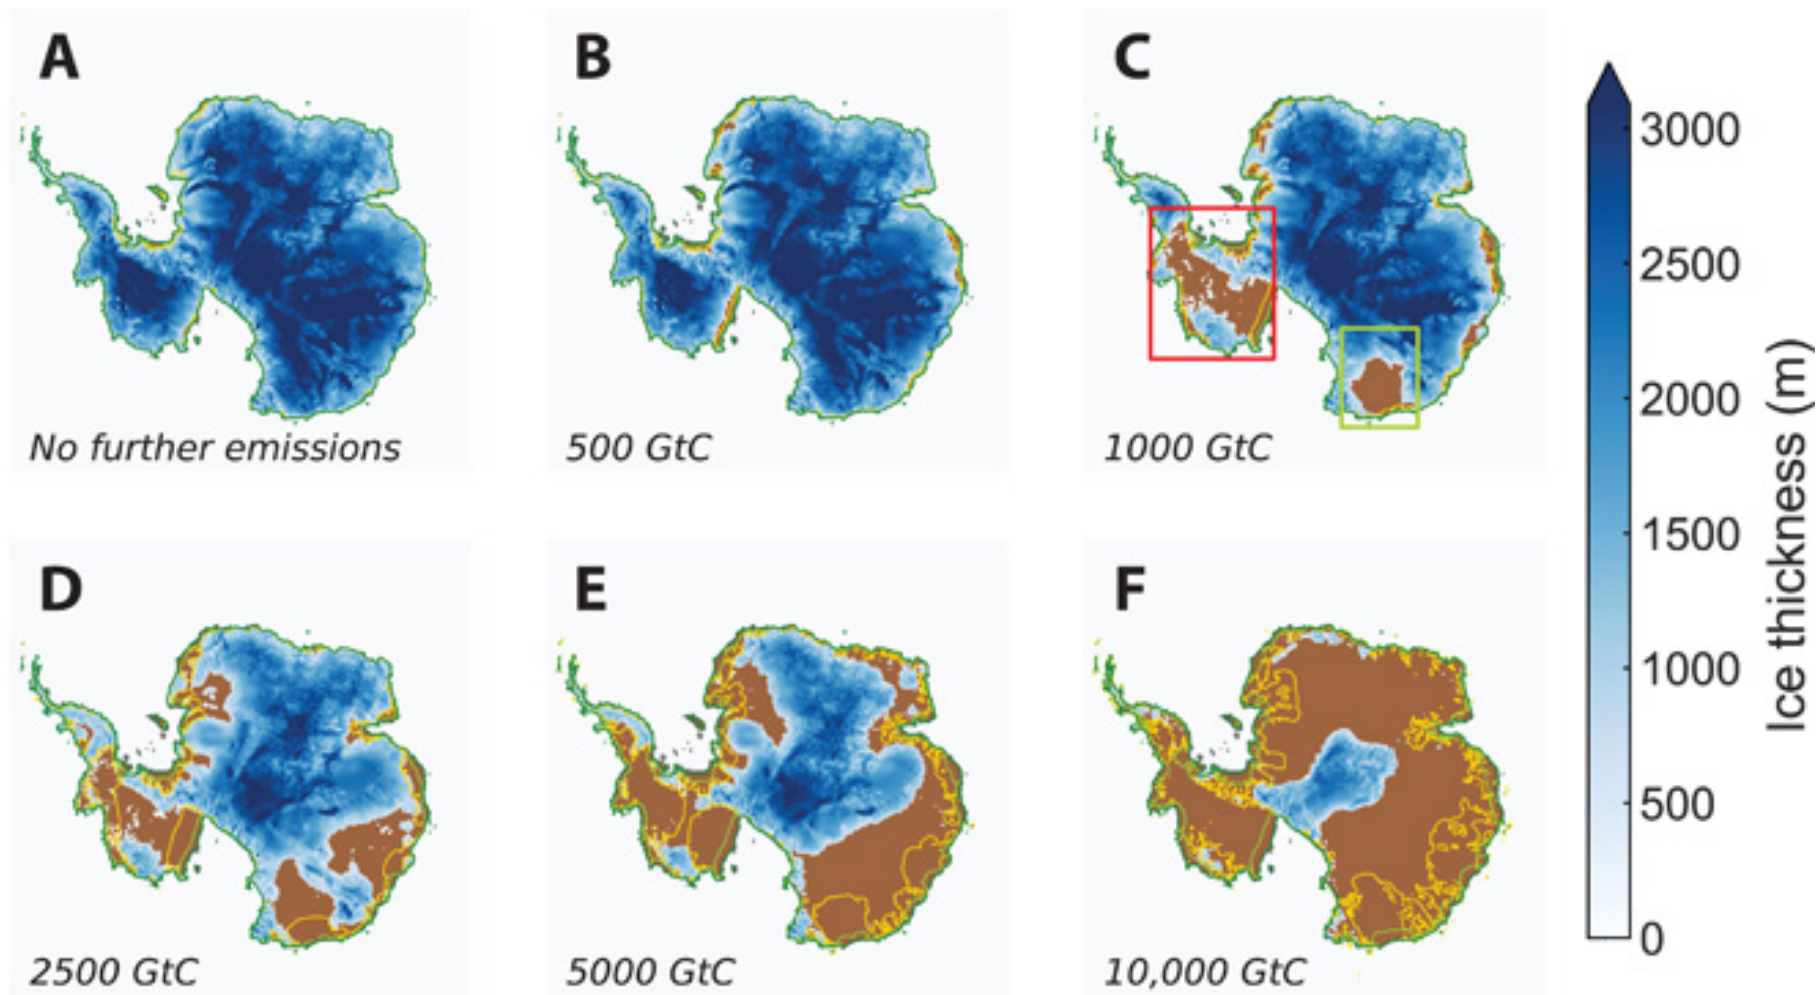 A
No further emissions
B
500 GtC
C
1000 GtC
D
2500 GtC
E
5000 GtC
F
10,000 GtC
3000
2500
2000
1500
1000
500
0
Ice thickness (m)